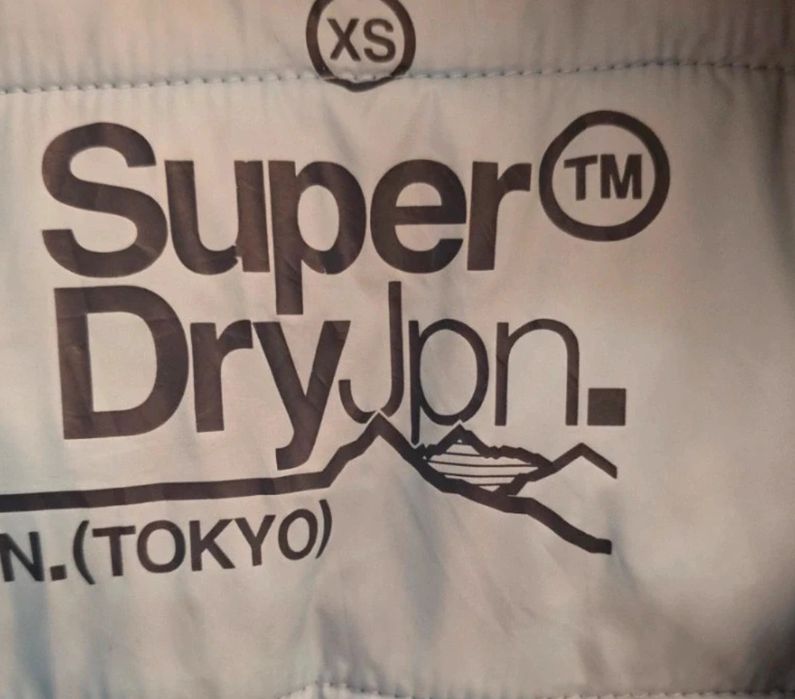 XS
Super TM
DryJpn.
N.(TOKYO)